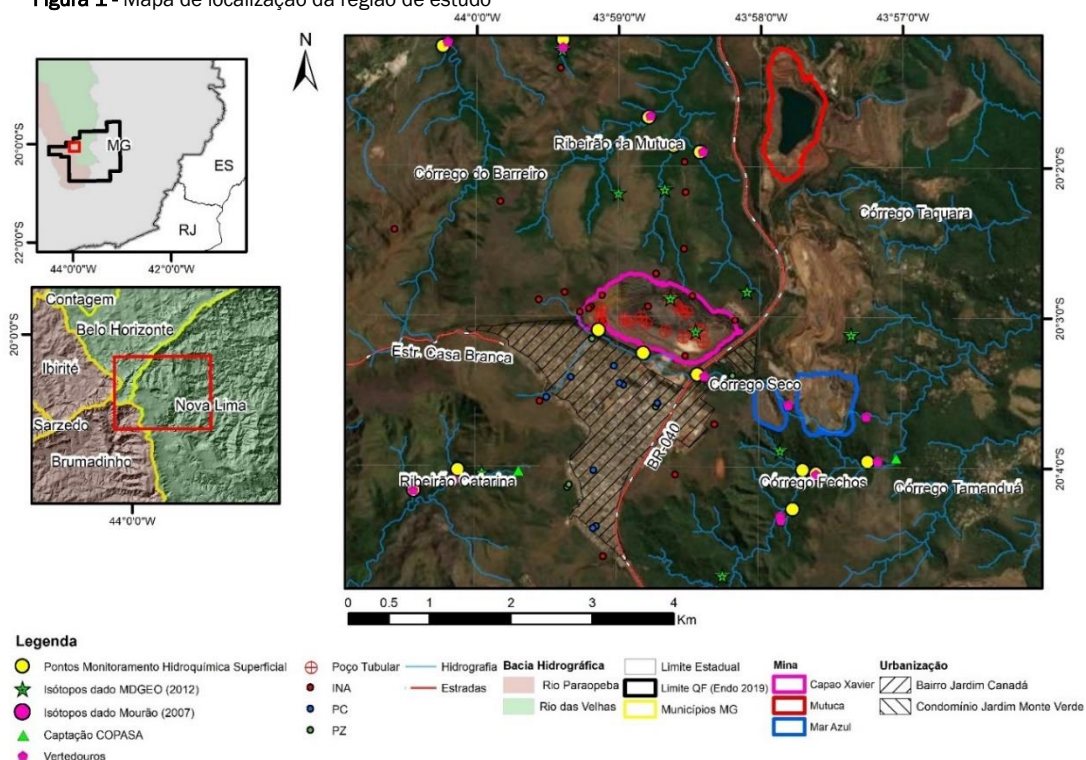 Figura 1 - Mapa de localização da região de estudo
44°0'0"W 43°59'0"W 43°58'0"W 43°57'0"W
N
20°0'0"S
22°0'0"S
MG
ES
RJ
44°0'0"W 42°0'0"W
Contagem
Belo Horizonte
Ibirité
Nova Lima
Sarzedo
Brumadinho
20°0'0"S
44°0'0"W
Ribeirão da Mutuca
Córrego do Barreiro
Córrego Taquara
Estr. Casa Branca
Córrego Seco
BR-040
Ribeirão Catarina
Córrego Fechos
Córrego Tamanduá
20°2'0"S
20°3'0"S
20°4'0"S
0 0.5 1 2 3 4
Km
Legenda
Pontos Monitoramento Hidroquímica Superficial
Isótopos dado MDGEO (2012)
Isótopos dado Mourão (2007)
Captação COPASA
Vertedouros
Poço Tubular
INA
PC
PZ
Hidrografia
Estradas
Bacia Hidrográfica
Rio Paraopeba
Rio das Velhas
Limite Estadual
Limite QF (Endo 2019)
Municípios MG
Mina
Capao Xavier
Mutuca
Mar Azul
Urbanização
Bairro Jardim Canadá
Condomínio Jardim Monte Verde